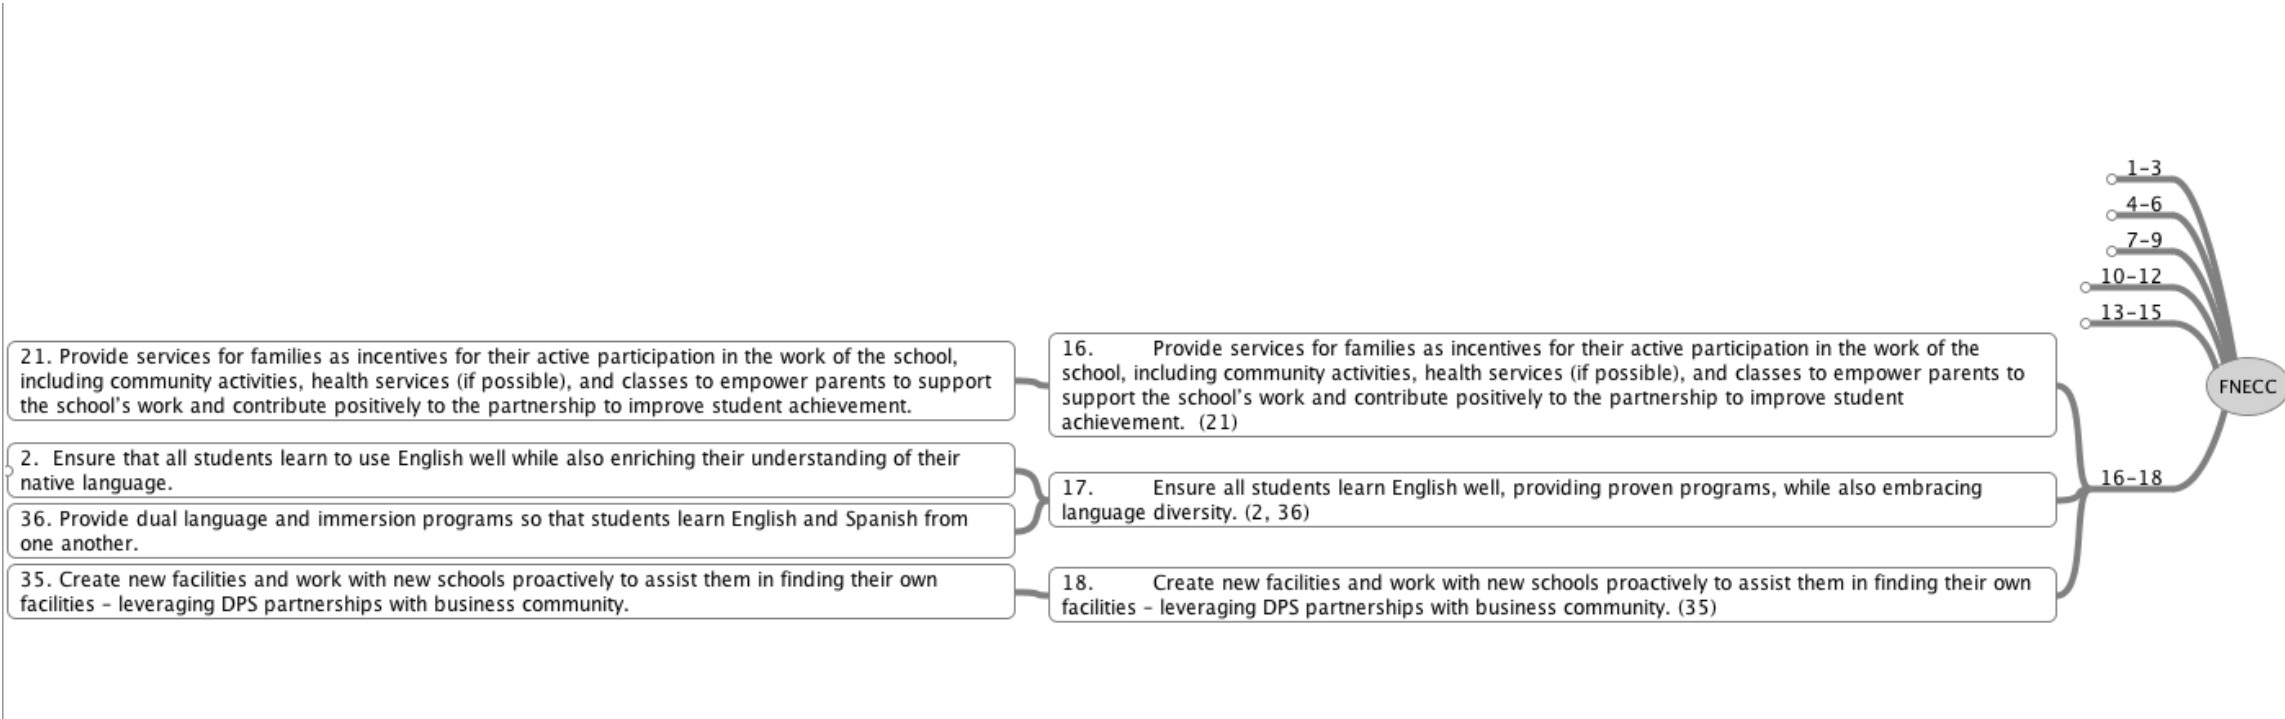 1–3
4–6
7–9
10–12
13–15
FNECC
16–18
21. Provide services for families as incentives for their active participation in the work of the school,
including community activities, health services (if possible), and classes to empower parents to support
the school's work and contribute positively to the partnership to improve student achievement.
16. Provide services for families as incentives for their active participation in the work of the
school, including community activities, health services (if possible), and classes to empower parents to
support the school's work and contribute positively to the partnership to improve student
achievement. (21)
2. Ensure that all students learn to use English well while also enriching their understanding of their
native language.
36. Provide dual language and immersion programs so that students learn English and Spanish from
one another.
17. Ensure all students learn English well, providing proven programs, while also embracing
language diversity. (2, 36)
35. Create new facilities and work with new schools proactively to assist them in finding their own
facilities – leveraging DPS partnerships with business community.
18. Create new facilities and work with new schools proactively to assist them in finding their own
facilities – leveraging DPS partnerships with business community. (35)